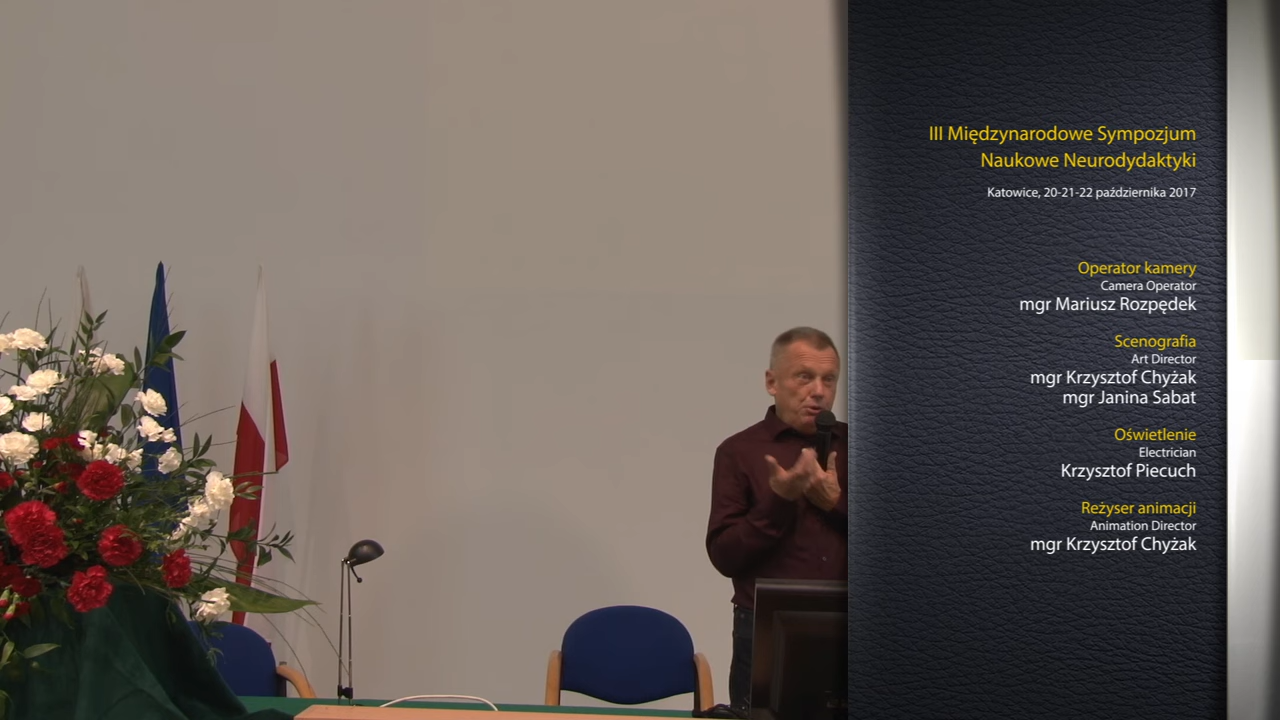 III Międzynarodowe Sympozjum
Naukowe Neurodydaktyki
Katowice, 20-21-22 października 2017
Operator kamery
Camera Operator
mgr Mariusz Rozpędek
Scenografia
Art Director
mgr Krzysztof Chyżak
mgr Janina Sabat
Oświetlenie
Electrician
Krzysztof Piecuch
Reżyser animacji
Animation Director
mgr Krzysztof Chyżak